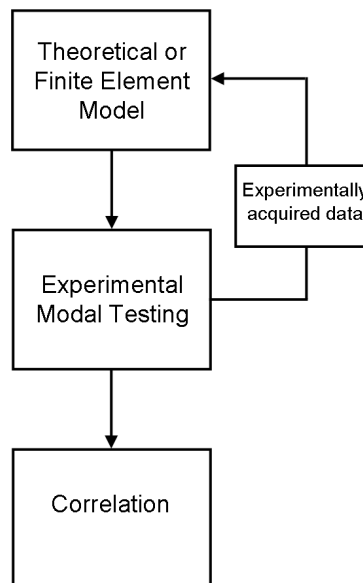 Theoretical or
Finite Element
Model
Experimentally
acquired data
Experimental
Modal Testing
Correlation